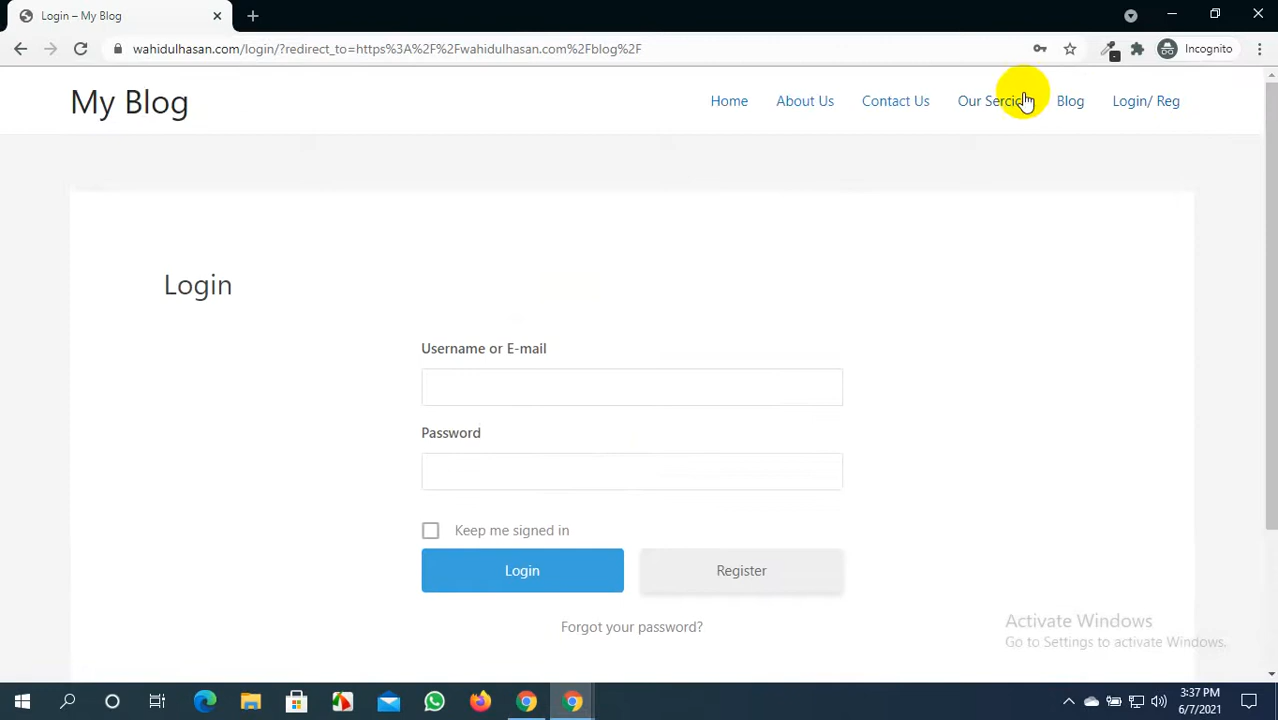 Login – My Blog
wahidulhasan.com/login/?redirect_to=https%3A%2F%2Fwahidulhasan.com%2Fblog%2F
Incognito
My Blog
Home About Us Contact Us Our Sercic Blog Login/ Reg
Login
Username or E-mail
Password
Keep me signed in
Login Register
Forgot your password?
Activate Windows
Go to Settings to activate Windows.
3:37 PM
6/7/2021